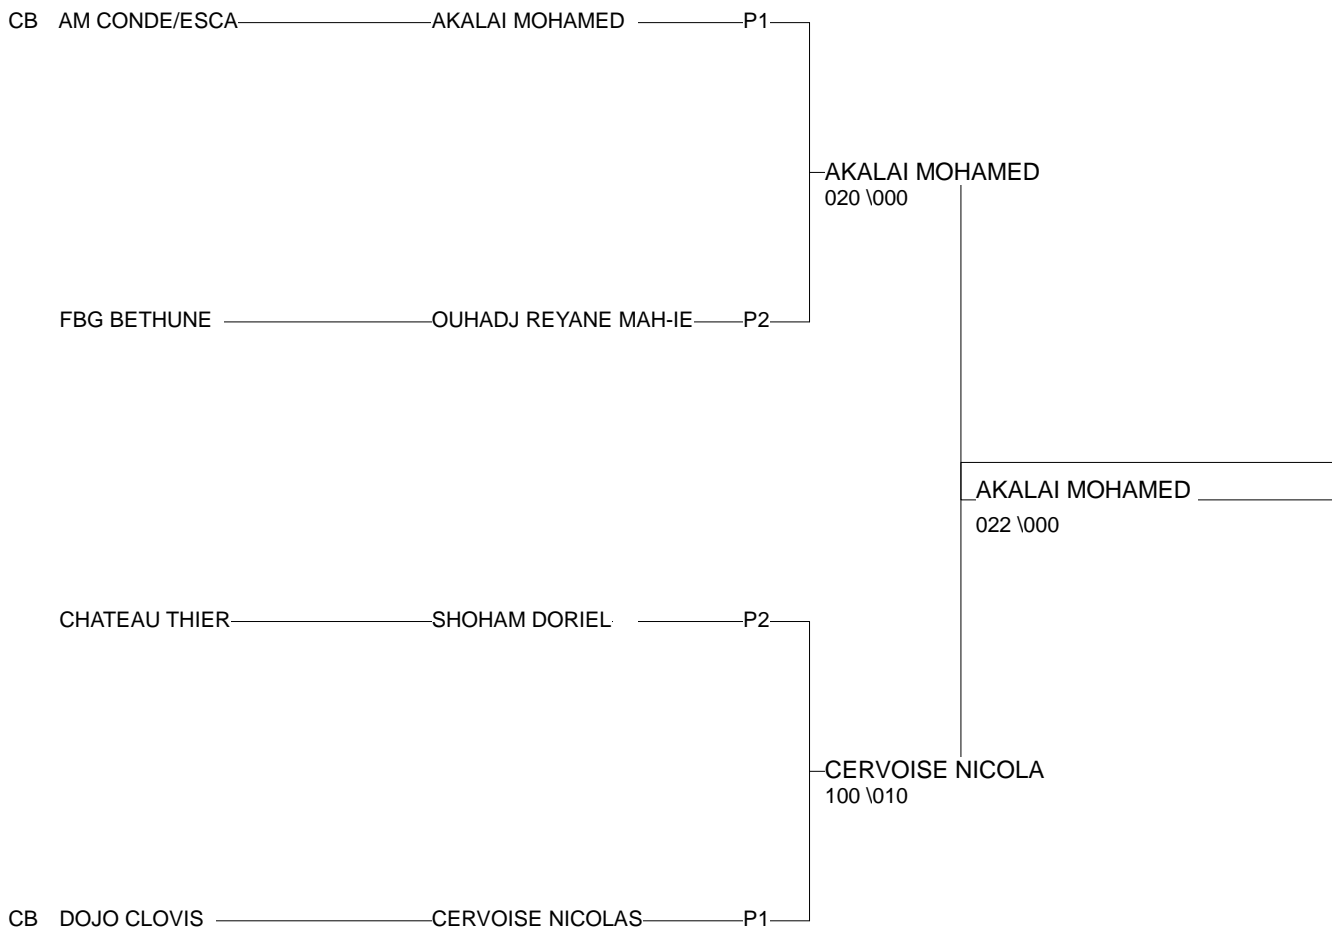 CB AM CONDE/ESCA AKALAI MOHAMED P1
AKALAI MOHAMED
020 \000
FBG BETHUNE OUHADJ REYANE MAH-IE P2
AKALAI MOHAMED
022 \000
CHATEAU THIER SHOHAM DORIEL P2
CERVOISE NICOLA
100 \010
CB DOJO CLOVIS CERVOISE NICOLAS P1